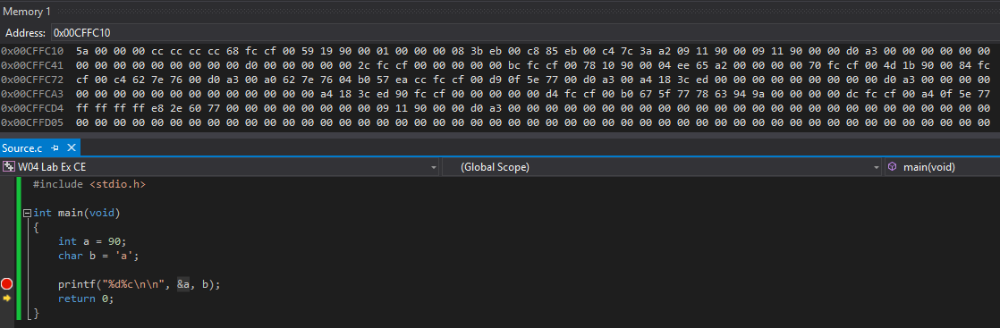 Memory 1
Address: 0x00CFFC10
0x00CFFC10 5a 00 00 00 cc cc cc cc 68 fc cf 00 59 19 90 00 01 00 00 00 08 3b eb 00 c8 85 eb 00 c4 7c 3a a2 09 11 90 00 09 11 90 00 00 d0 a3 00 00 00 00 00 00
0x00CFFC41 00 00 00 00 00 00 00 00 00 d0 00 00 00 00 00 2c fc cf 00 00 00 00 00 bc fc cf 00 78 10 90 00 04 ee 65 a2 00 00 00 00 70 fc cf 00 4d 1b 90 00 84 fc
0x00CFFC72 cf 00 c4 62 7e 76 00 d0 a3 00 a0 62 7e 76 04 b0 57 ea cc fc cf 00 d9 0f 5e 77 00 d0 a3 00 a4 18 3c ed 00 00 00 00 00 00 00 00 00 d0 a3 00 00 00 00
0x00CFFCA3 00 00 00 00 00 00 00 00 00 00 00 00 00 a4 18 3c ed 90 fc cf 00 00 00 00 00 d4 fc cf 00 b0 67 5f 77 78 63 94 9a 00 00 00 00 dc fc cf 00 a4 0f 5e 77
0x00CFFCD4 ff ff ff ff e8 2e 60 77 00 00 00 00 00 00 00 00 09 11 90 00 00 d0 a3 00 00 00 00 00 00 00 00 00 00 00 00 00 00 00 00 00 00 00 00 00 00 00 00 00 00
0x00CFFD05 00 00 00 00 00 00 00 00 00 00 00 00 00 00 00 00 00 00 00 00 00 00 00 00 00 00 00 00 00 00 00 00 00 00 00 00 00 00 00 00 00 00 00 00 00 00 00 00 00
Source.c
W04 Lab Ex CE (Global Scope) main(void)
#include <stdio.h>
int main(void)
{
int a = 90;
char b = 'a';
printf("%d%c\n\n", &a, b);
return 0;
}